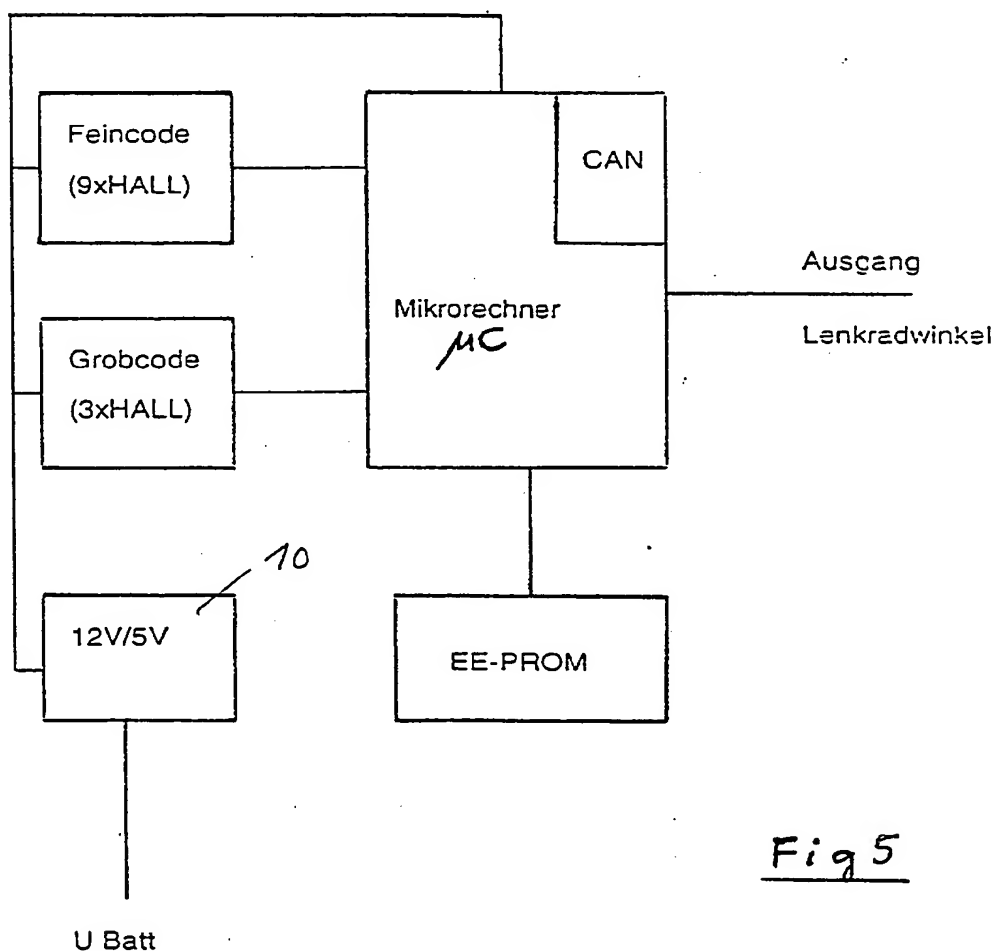 Feincode
(9xHALL)
CAN
Ausgang
Mikrorechner
µC
Lenkradwinkel
Grobcode
(3xHALL)
10
12V/5V
EE-PROM
Fig 5
U Batt